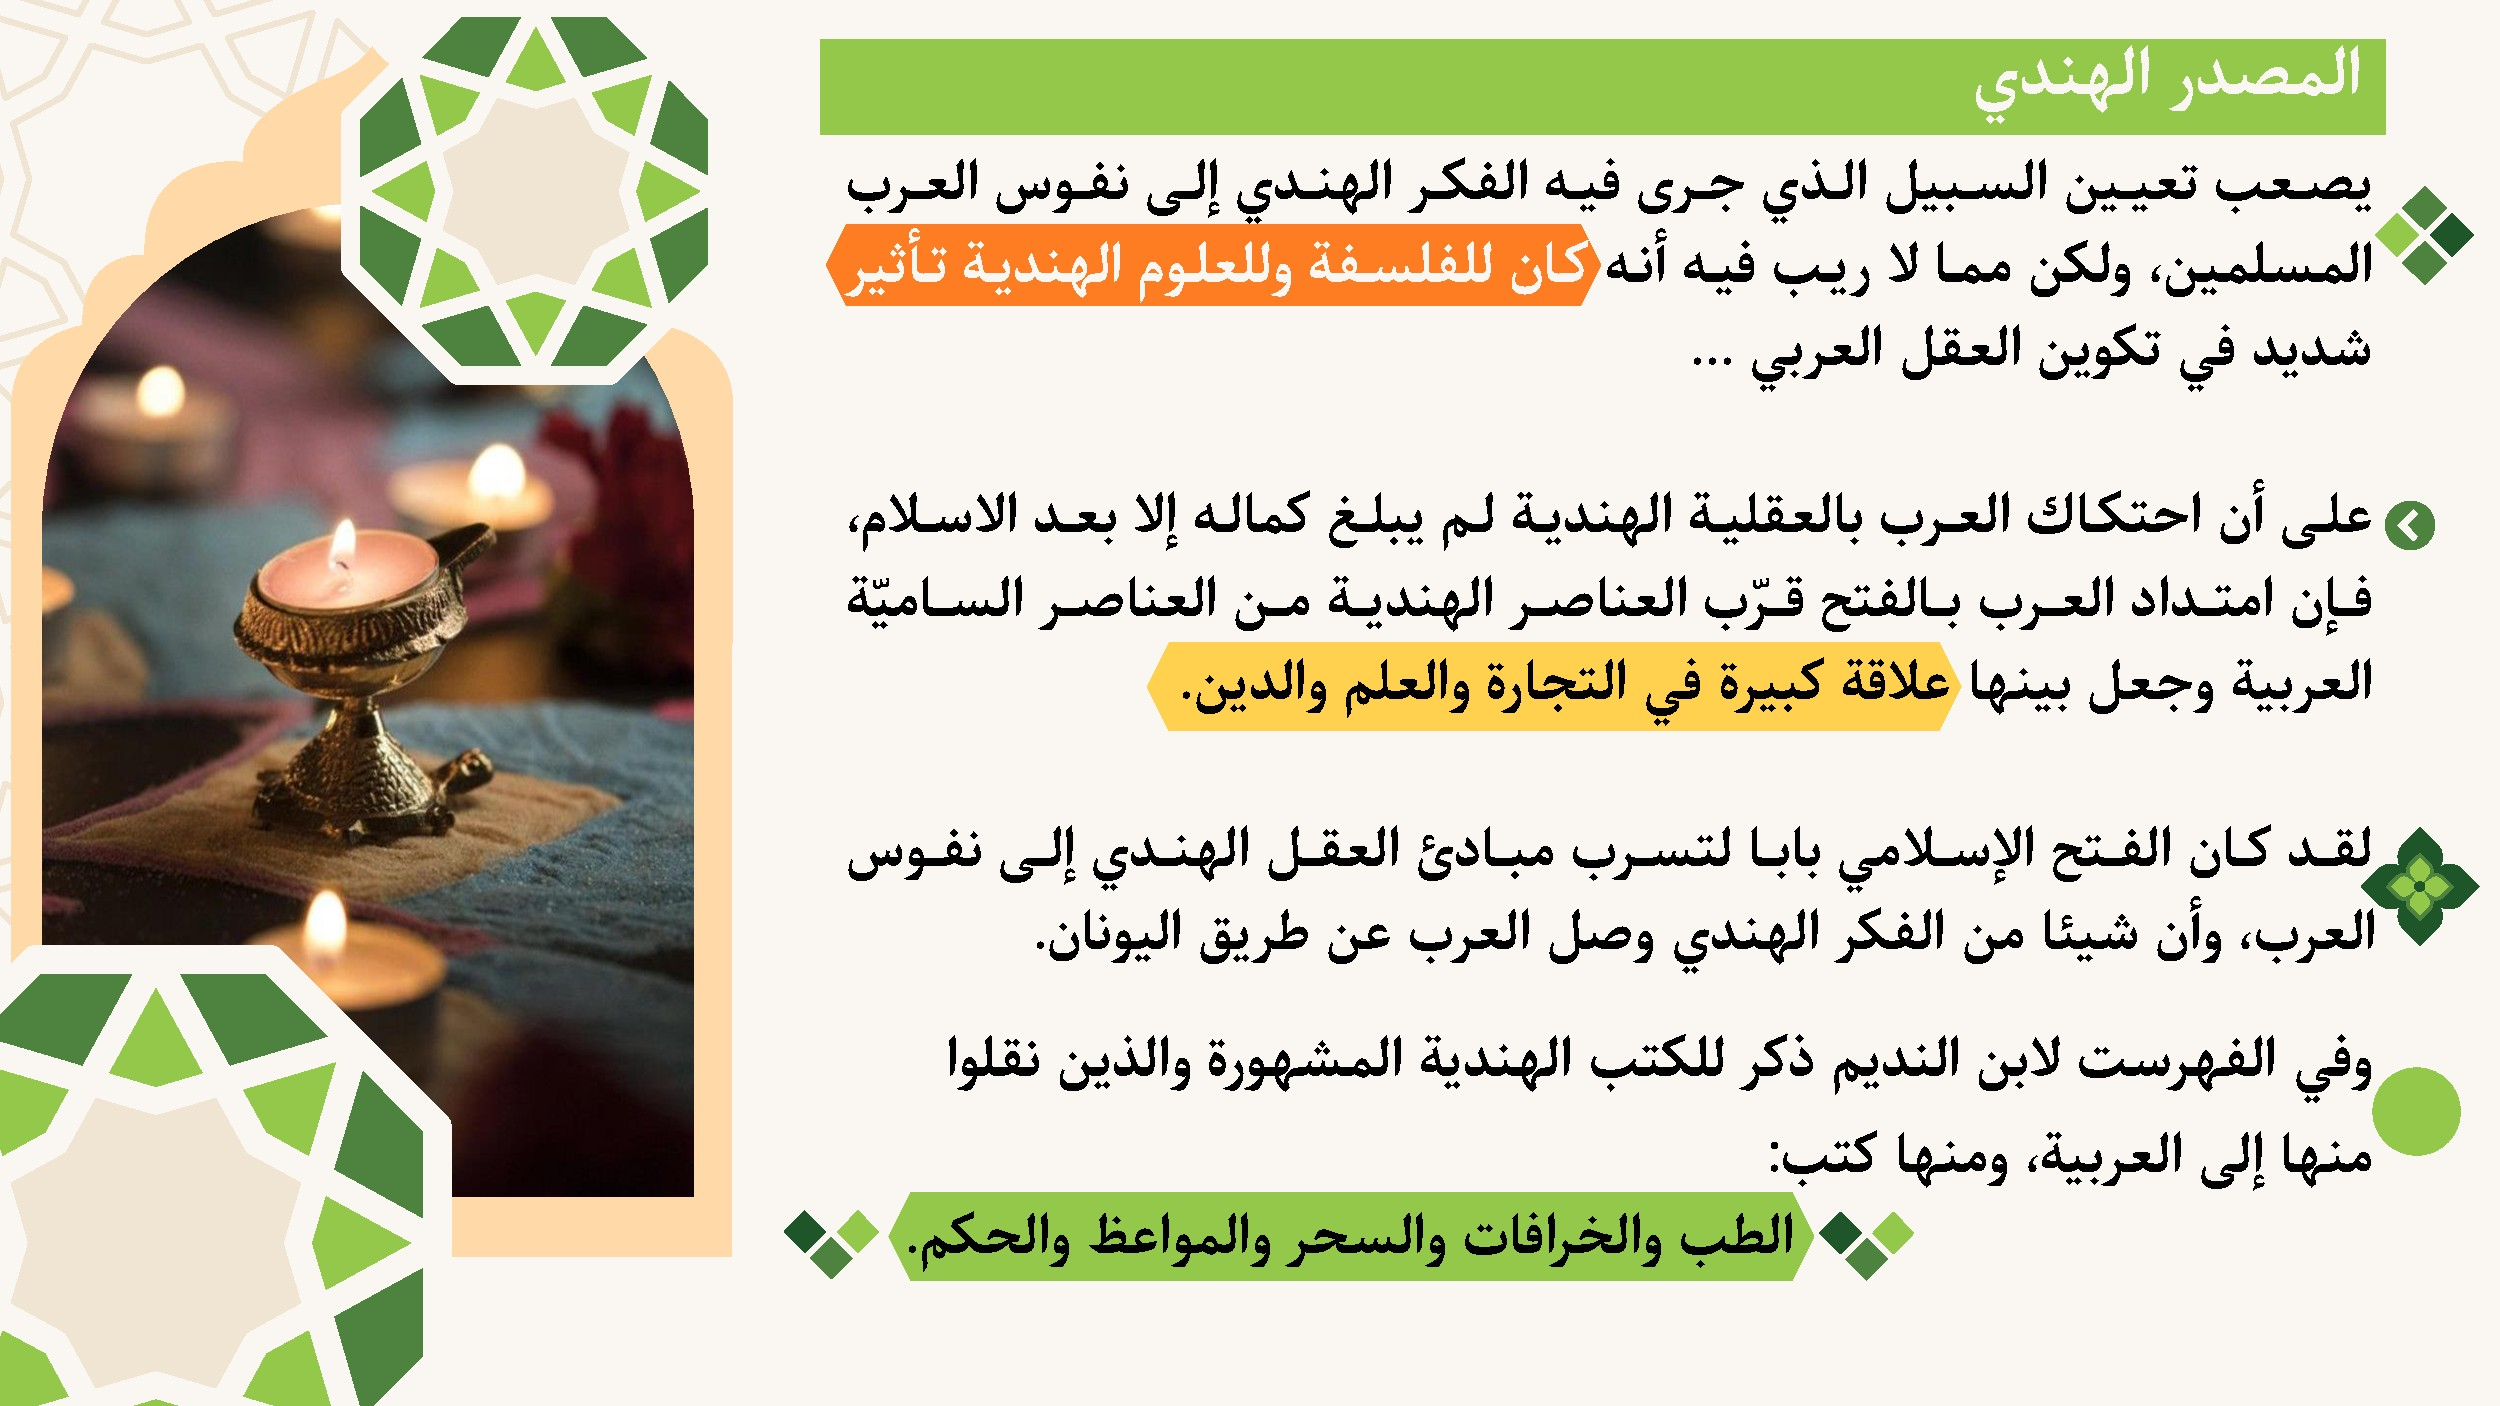 المصدر الهندي
يصعب تعيين السبيل الذي جرى فيه الفكر الهندي إلى نفوس العرب
المسلمين، ولكن مما لا ريب فيه أنه كان للفلسفة وللعلوم الهندية تأثير
شديد في تكوين العقل العربي ...
على أن احتكاك العرب بالعقلية الهندية لم يبلغ كماله إلا بعد الاسلام،
فإن امتداد العرب بالفتح قرّب العناصر الهندية من العناصر الساميّة
العربية وجعل بينها علاقة كبيرة في التجارة والعلم والدين.
لقد كان الفتح الإسلامي بابا لتسرب مبادئ العقل الهندي إلى نفوس
العرب، وأن شيئا من الفكر الهندي وصل العرب عن طريق اليونان.
وفي الفهرست لابن النديم ذكر للكتب الهندية المشهورة والذين نقلوا
منها إلى العربية، ومنها كتب:
الطب والخرافات والسحر والمواعظ والحكم.